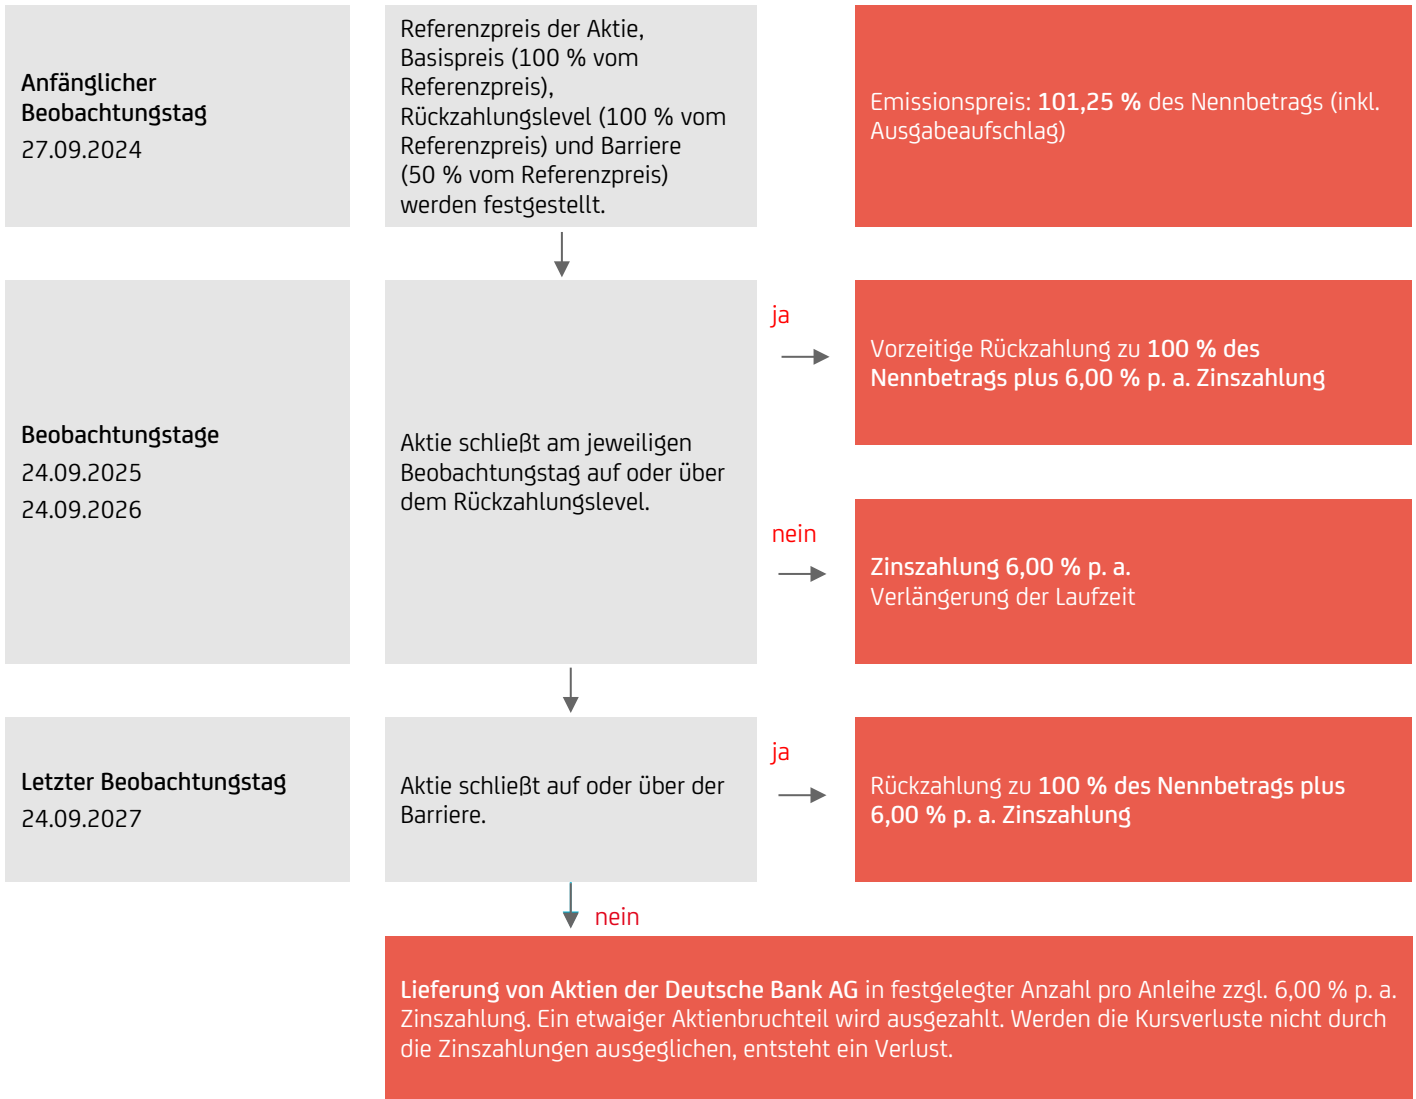 Anfänglicher
Beobachtungstag
27.09.2024
Referenzpreis der Aktie,
Basispreis (100 % vom
Referenzpreis),
Rückzahlungslevel (100 % vom
Referenzpreis) und Barriere
(50 % vom Referenzpreis)
werden festgestellt.
Emissionspreis: 101,25 % des Nennbetrags (inkl.
Ausgabeaufschlag)
Beobachtungstage
24.09.2025
24.09.2026
Aktie schließt am jeweiligen
Beobachtungstag auf oder über
dem Rückzahlungslevel.
ja
Vorzeitige Rückzahlung zu 100 % des
Nennbetrags plus 6,00 % p. a. Zinszahlung
nein
Zinszahlung 6,00 % p. a.
Verlängerung der Laufzeit
Letzter Beobachtungstag
24.09.2027
Aktie schließt auf oder über der
Barriere.
ja
Rückzahlung zu 100 % des Nennbetrags plus
6,00 % p. a. Zinszahlung
nein
Lieferung von Aktien der Deutsche Bank AG in festgelegter Anzahl pro Anleihe zzgl. 6,00 % p. a.
Zinszahlung. Ein etwaiger Aktienbruchteil wird ausgezahlt. Werden die Kursverluste nicht durch
die Zinszahlungen ausgeglichen, entsteht ein Verlust.